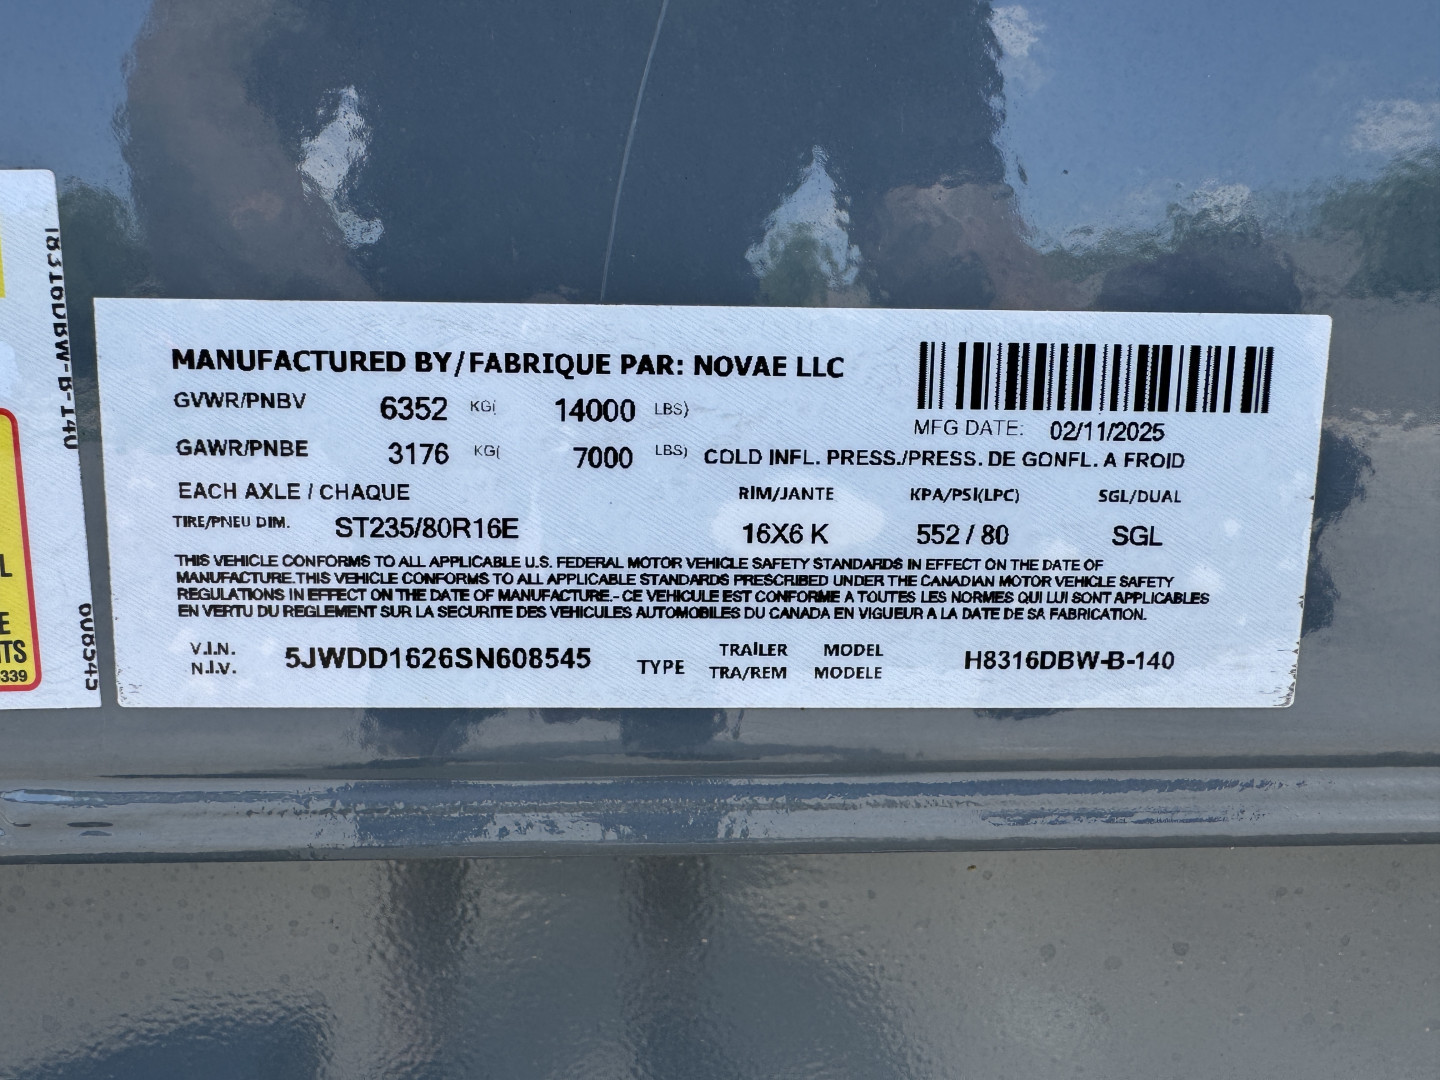 MANUFACTURED BY/FABRIQUE PAR: NOVAE LLC
GVWR/PNBV 6352 KG( 14000 LBS)
MFG DATE: 02/11/2025
GAWR/PNBE 3176 KG( 7000 LBS) COLD INFL. PRESS./PRESS. DE GONFL. A FROID
EACH AXLE / CHAQUE RIM/JANTE KPA/PSI(LPC) SGL/DUAL
TIRE/PNEU DIM. ST235/80R16E 16X6 K 552 / 80 SGL
THIS VEHICLE CONFORMS TO ALL APPLICABLE U.S. FEDERAL MOTOR VEHICLE SAFETY STANDARDS IN EFFECT ON THE DATE OF
MANUFACTURE.THIS VEHICLE CONFORMS TO ALL APPLICABLE STANDARDS PRESCRIBED UNDER THE CANADIAN MOTOR VEHICLE SAFETY
REGULATIONS IN EFFECT ON THE DATE OF MANUFACTURE.- CE VEHICULE EST CONFORME A TOUTES LES NORMES QUI LUI SONT APPLICABLES
EN VERTU DU REGLEMENT SUR LA SECURITE DES VEHICULES AUTOMOBILES DU CANADA EN VIGUEUR A LA DATE DE SA FABRICATION.
V.I.N. 5JWDD1626SN608545 TYPE TRAILER MODEL H8316DBW-B-140
N.I.V. TRA/REM MODELE
8316DBW-B-140
608545
339